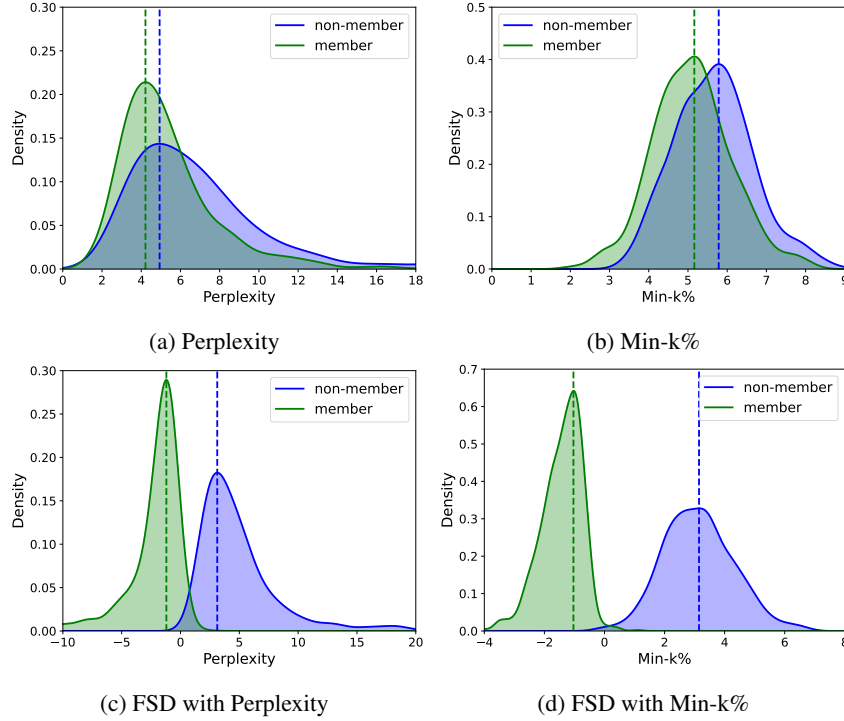 non-member
member
0.30
0.25
0.20
0.15
0.10
0.05
0.00
Density
0 2 4 6 8 10 12 14 16 18
Perplexity
(a) Perplexity
non-member
member
0.5
0.4
0.3
0.2
0.1
0.0
Density
0 1 2 3 4 5 6 7 8 9
Min-k%
(b) Min-k%
non-member
member
0.30
0.25
0.20
0.15
0.10
0.05
0.00
Density
−10 −5 0 5 10 15 20
Perplexity
(c) FSD with Perplexity
non-member
member
0.7
0.6
0.5
0.4
0.3
0.2
0.1
0.0
Density
−4 −2 0 2 4 6 8
Min-k%
(d) FSD with Min-k%